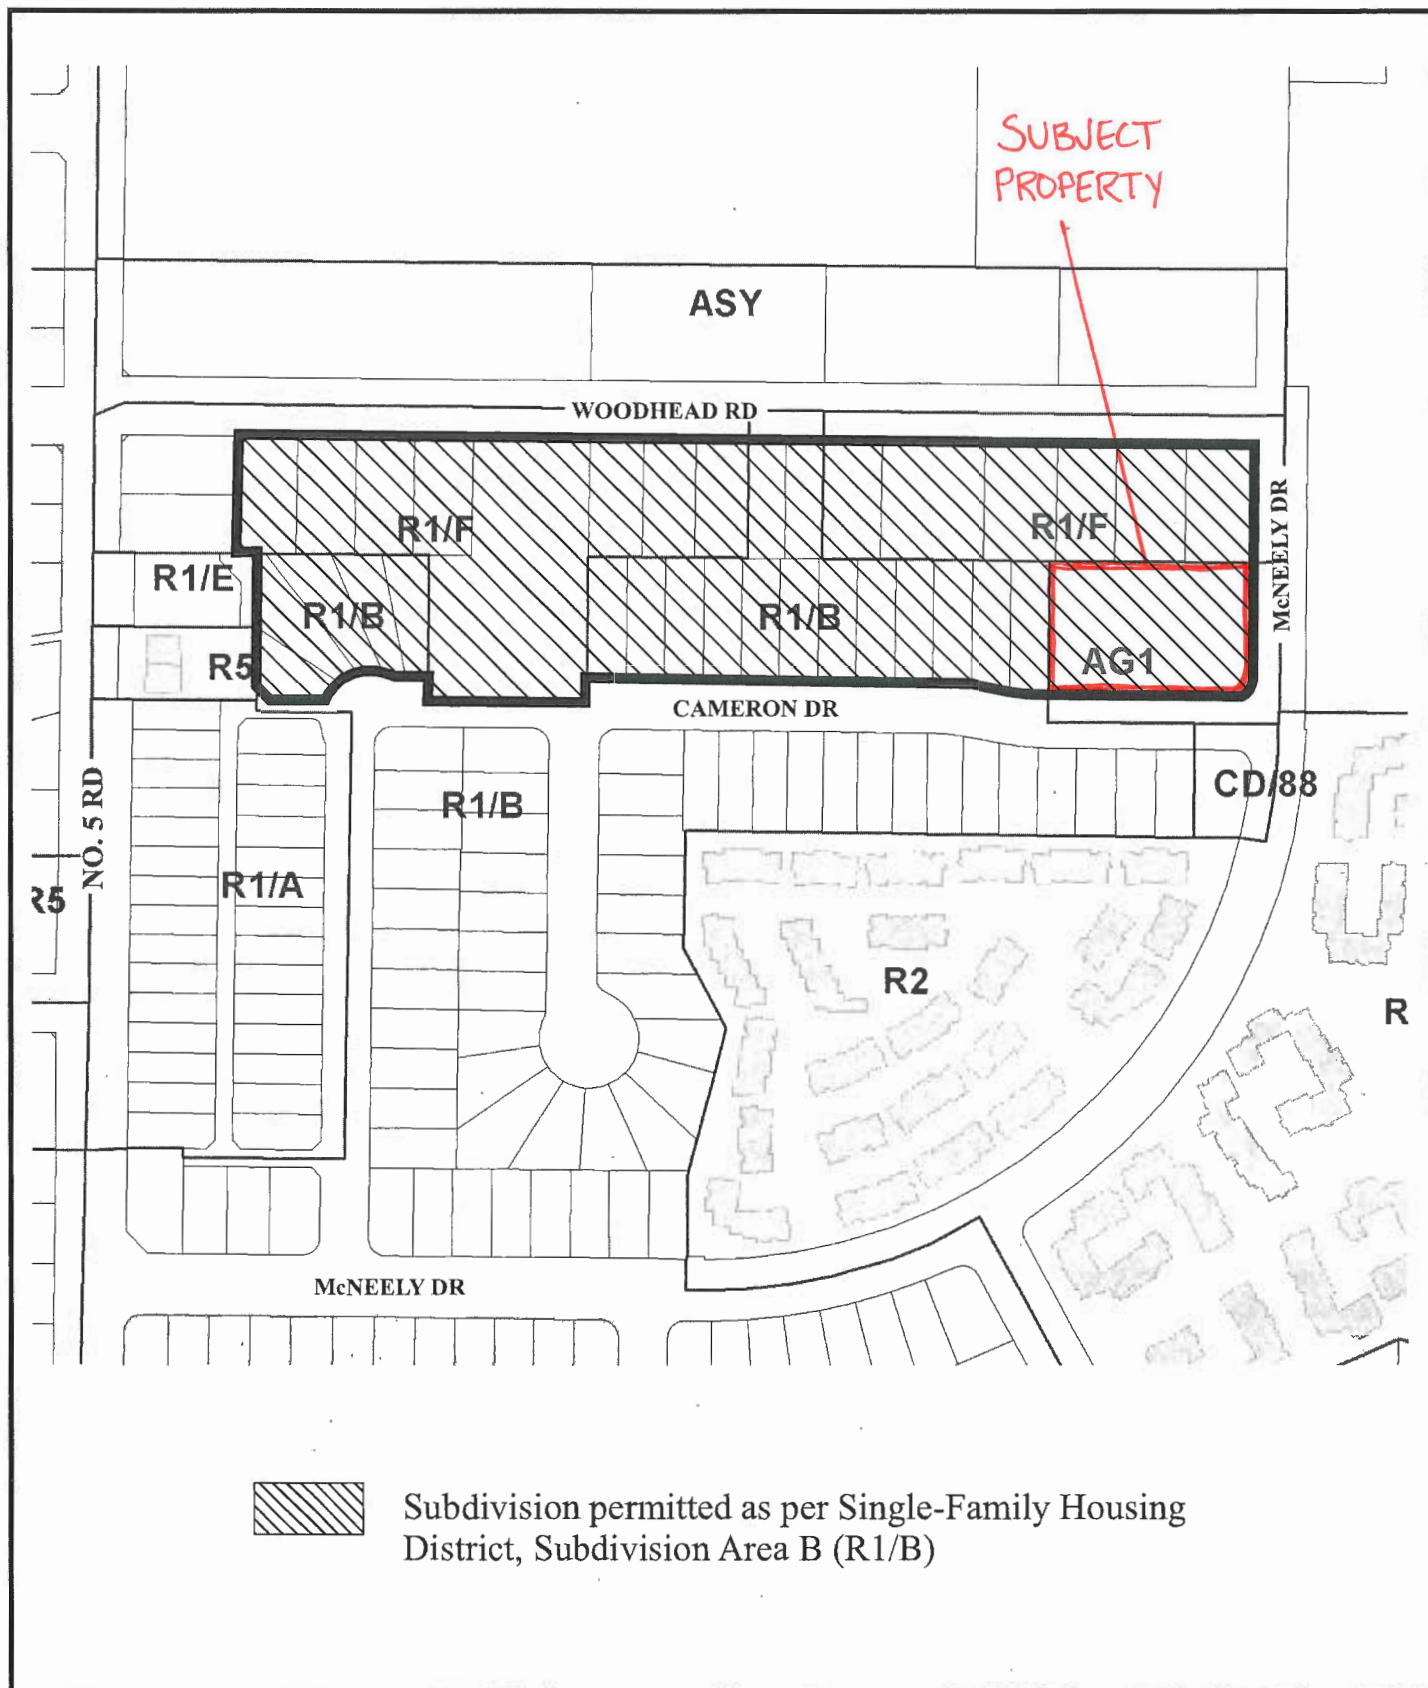 SUBJECT
PROPERTY
ASY
WOODHEAD RD
R1/F
R1/F
McNEELY DR
R1/E
R1/B
R1/B
R5
AG1
CAMERON DR
NO. 5 RD
R1/B
CD/88
R1/A
R5
R2
R
McNEELY DR
Subdivision permitted as per Single-Family Housing
District, Subdivision Area B (R1/B)